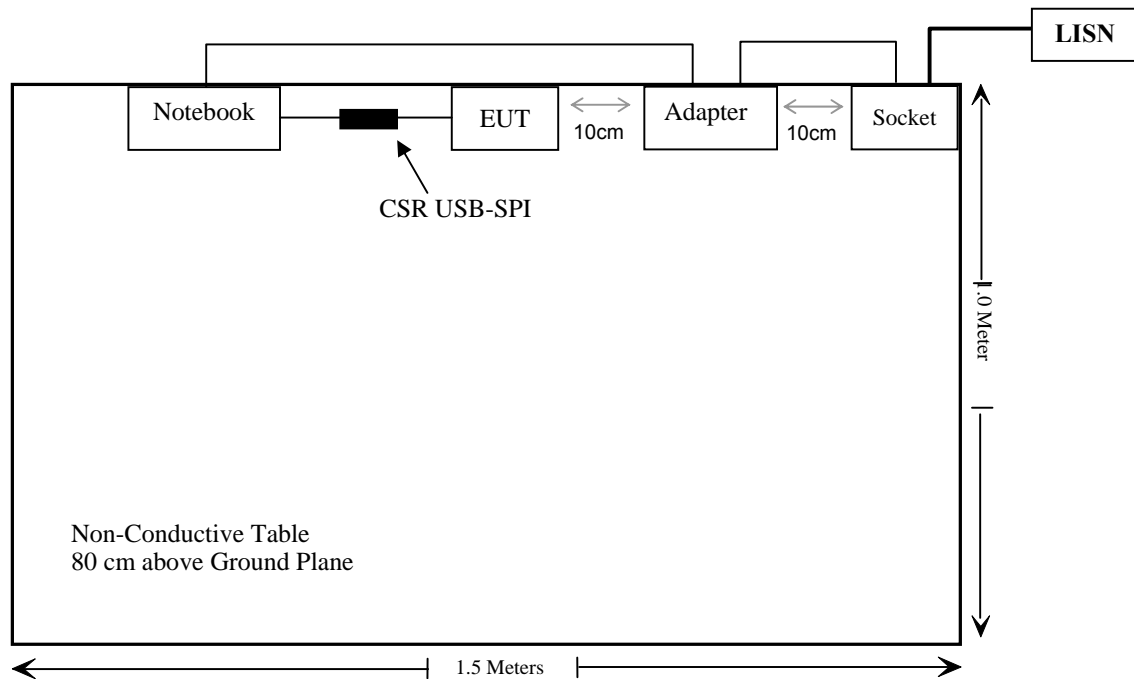 LISN
Notebook
EUT
Adapter
Socket
10cm
10cm
CSR USB-SPI
1.0 Meter
Non-Conductive Table
80 cm above Ground Plane
1.5 Meters